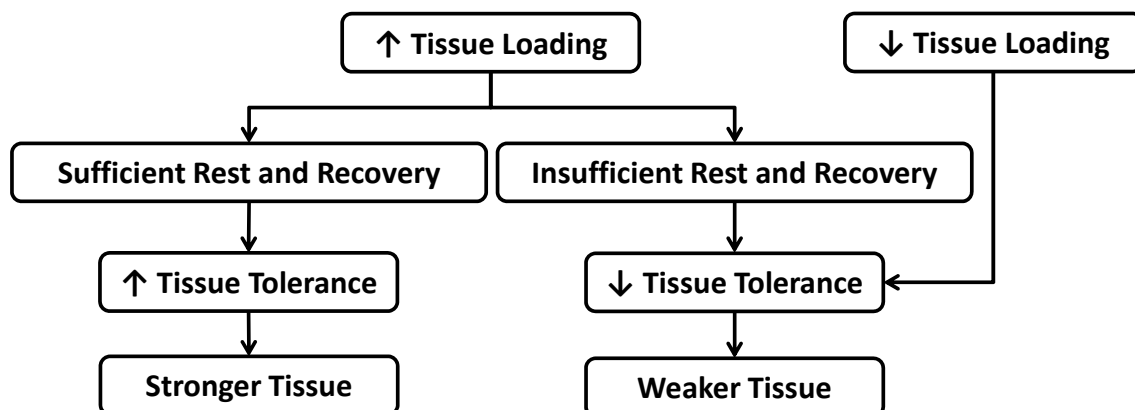 ↑ Tissue Loading
↓ Tissue Loading
Sufficient Rest and Recovery
Insufficient Rest and Recovery
↑ Tissue Tolerance
↓ Tissue Tolerance
Stronger Tissue
Weaker Tissue